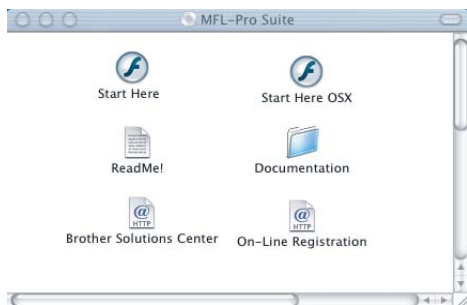 MFL-Pro Suite
Start Here
Start Here OSX
ReadMe!
Documentation
@
HTTP
@
HTTP
Brother Solutions Center
On-Line Registration